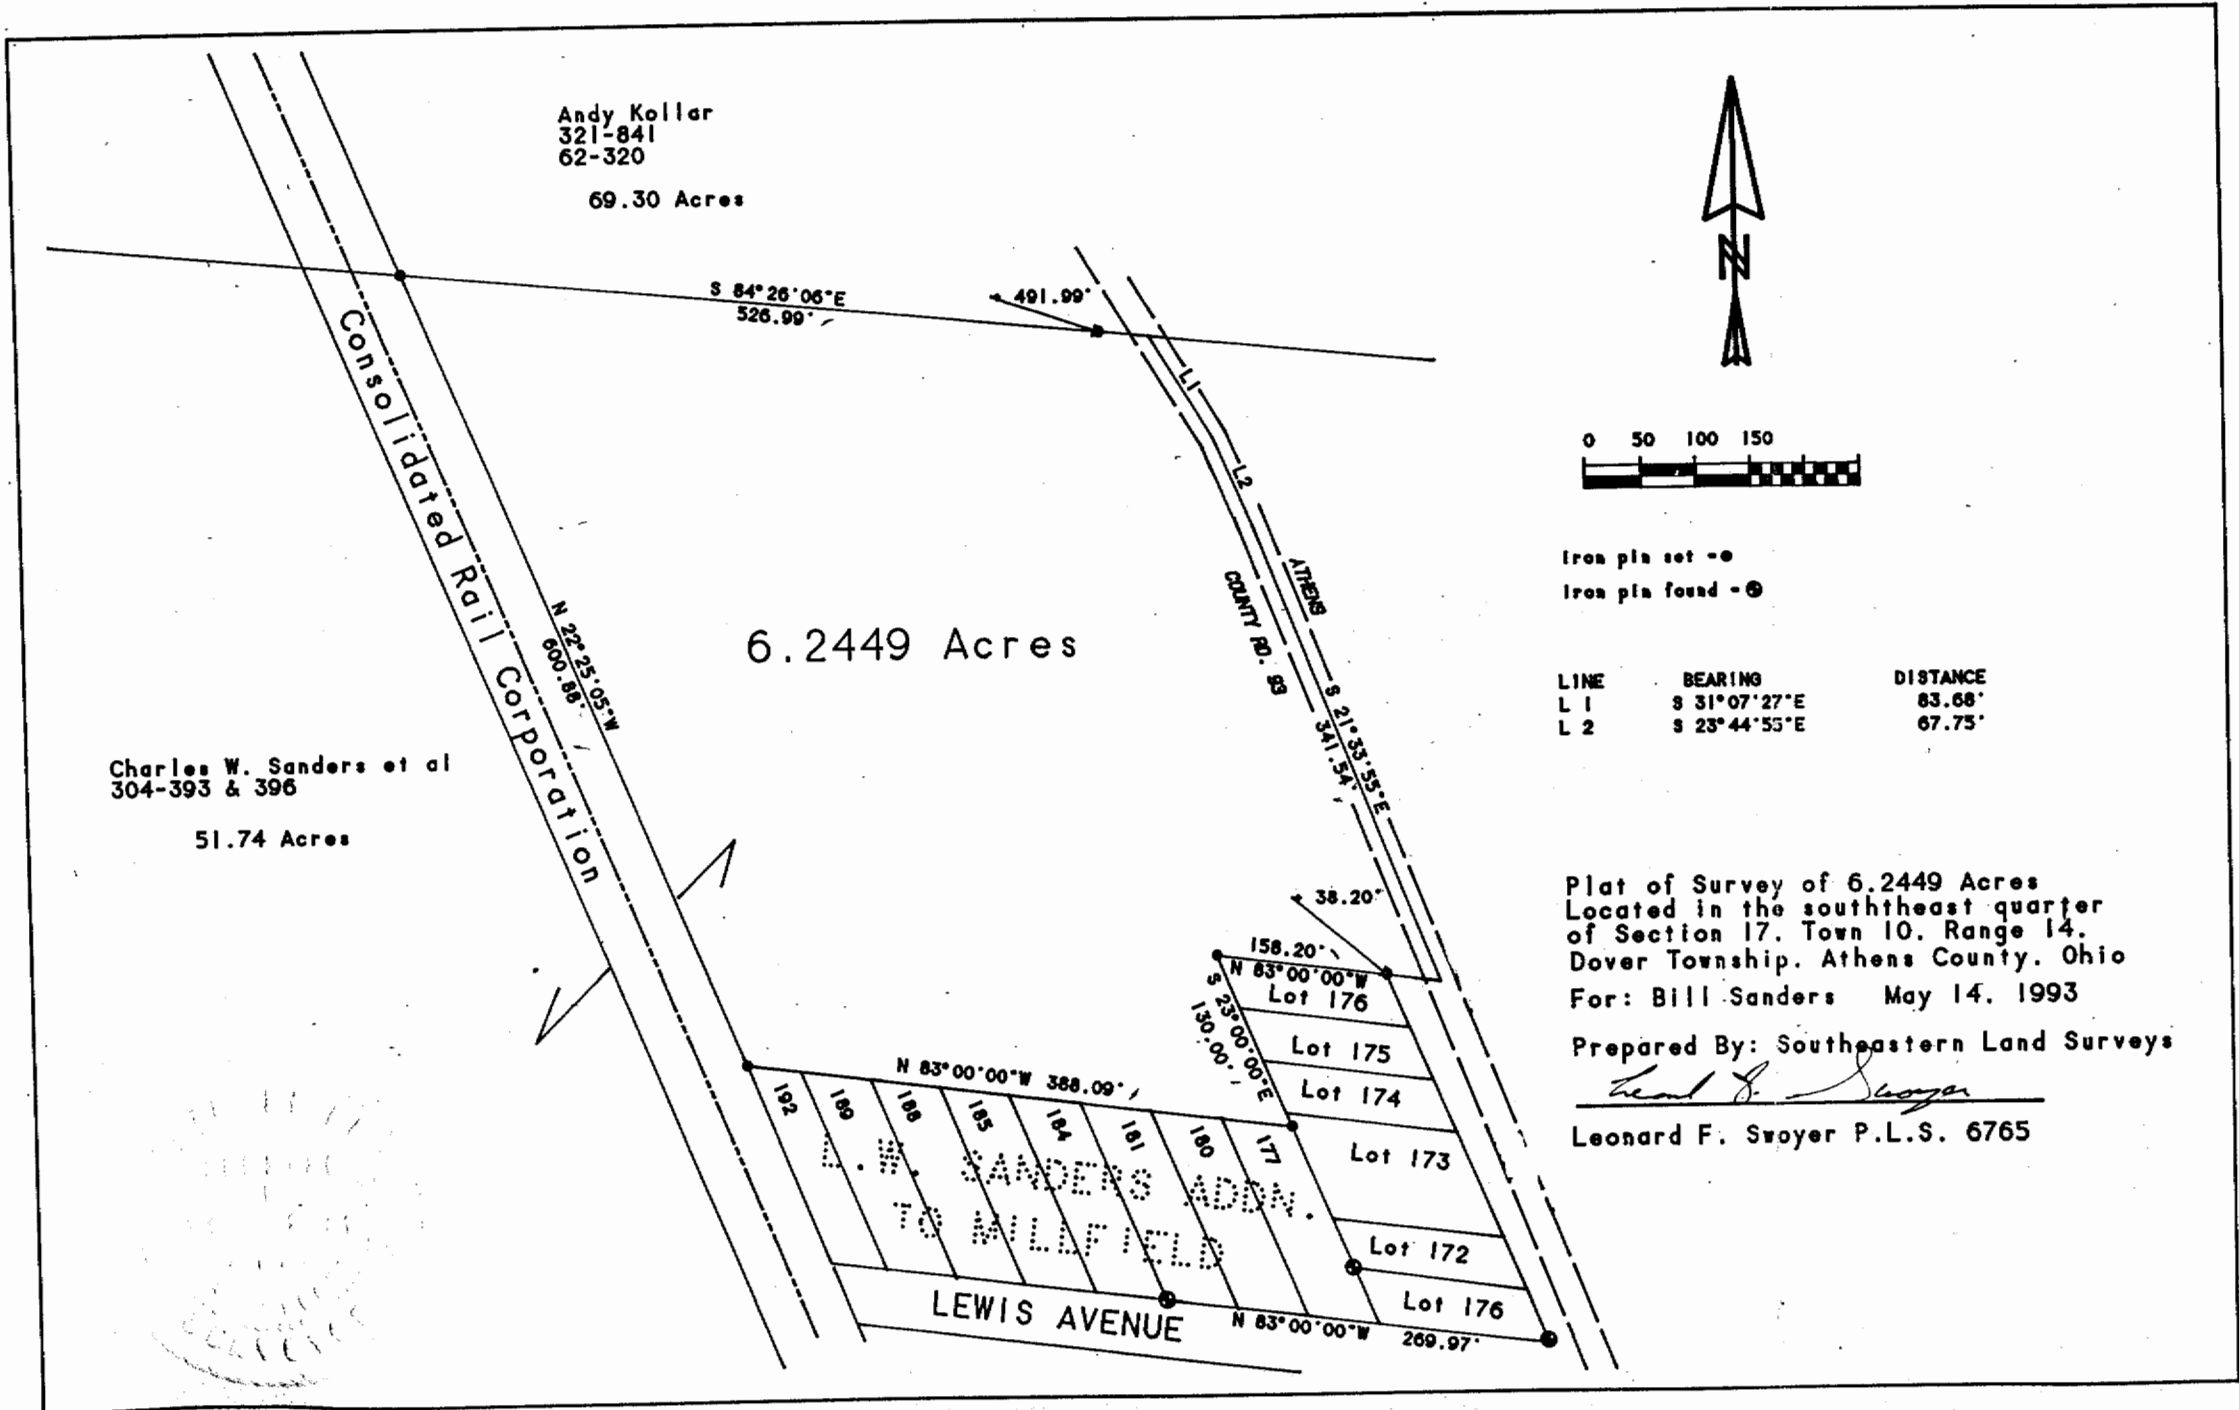 Andy Kollar
321-841
62-320
69.30 Acres
S 84°26'06"E
526.99'
491.99'
N
L1
L2
0 50 100 150
Consolidated Rail Corporation
Iron pin set -
Iron pin found -
ATHENS
COUNTY RD. 93
N 22°25'05"W
600.88'
6.2449 Acres
LINE BEARING DISTANCE
L 1 S 31°07'27"E 83.68'
L 2 S 23°44'55"E 67.75'
S 21°33'55"E
341.54'
Charles W. Sanders et al
304-393 & 396
51.74 Acres
38.20'
158.20'
N 83°00'00"W
S 23°00'00"E
130.00'
Lot 176
Lot 175
Lot 174
Lot 173
Lot 172
Lot 176
Plat of Survey of 6.2449 Acres
Located in the souththeast quarter
of Section 17. Town 10. Range 14.
Dover Township. Athens County. Ohio
For: Bill Sanders May 14. 1993
Prepared By: Southeastern Land Surveys
Leonard F. Swoyer P.L.S. 6765
N 83°00'00"W 388.09'
192
189
188
185
184
181
180
177
L.W. SANDERS ADDN.
TO MILLFIELD
LEWIS AVENUE
N 83°00'00"W 269.97'